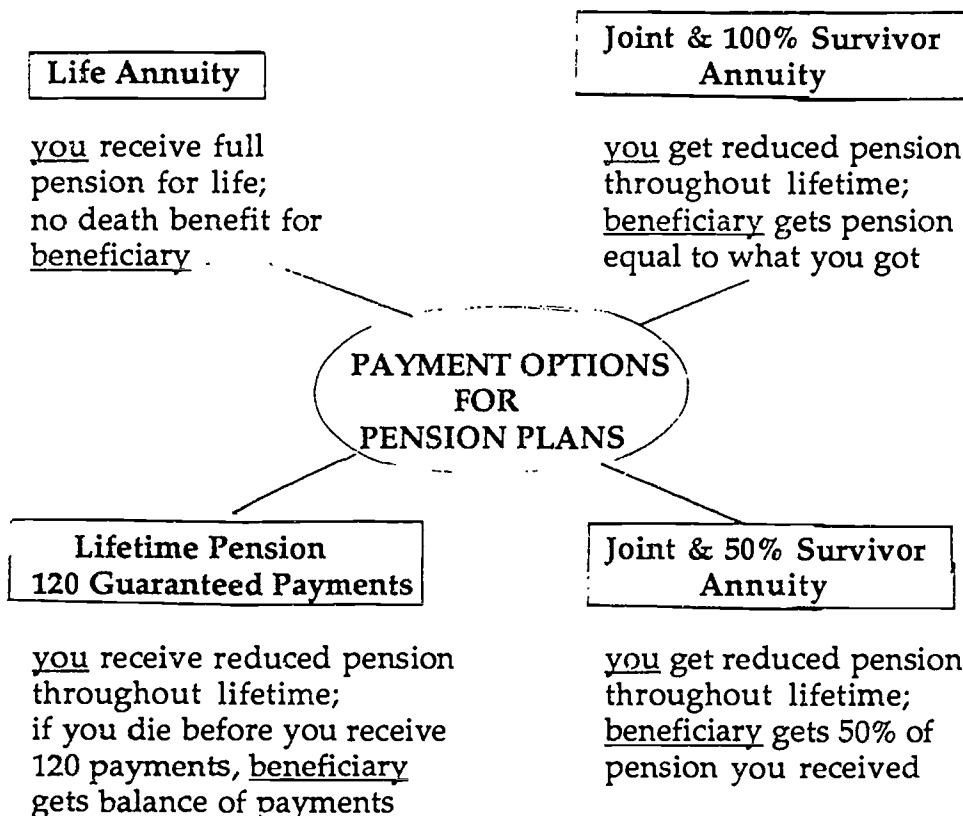 Life Annuity
you receive full
pension for life;
no death benefit for
beneficiary
Joint & 100% Survivor
Annuity
you get reduced pension
throughout lifetime;
beneficiary gets pension
equal to what you got
PAYMENT OPTIONS
FOR
PENSION PLANS
Lifetime Pension
120 Guaranteed Payments
you receive reduced pension
throughout lifetime;
if you die before you receive
120 payments, beneficiary
gets balance of payments
Joint & 50% Survivor
Annuity
you get reduced pension
throughout lifetime;
beneficiary gets 50% of
pension you received